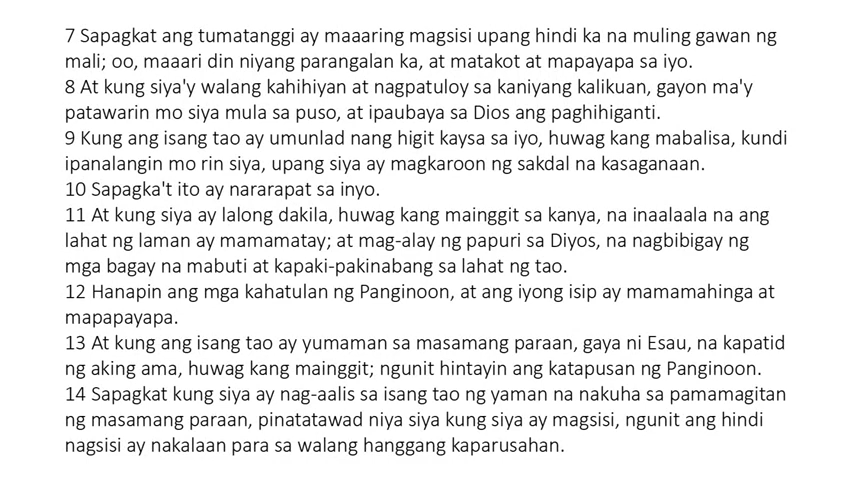 7 Sapagkat ang tumatanggi ay maaaring magsisi upang hindi ka na muling gawan ng
mali; oo, maaari din niyang parangalan ka, at matakot at mapayapa sa iyo.
8 At kung siya'y walang kahihiyan at nagpatuloy sa kaniyang kalikuan, gayon ma'y
patawarin mo siya mula sa puso, at ipaubaya sa Dios ang paghihiganti.
9 Kung ang isang tao ay umunlad nang higit kaysa sa iyo, huwag kang mabalisa, kundi
ipanalangin mo rin siya, upang siya ay magkaroon ng sakdal na kasaganaan.
10 Sapagka't ito ay nararapat sa inyo.
11 At kung siya ay lalong dakila, huwag kang mainggit sa kanya, na inaalaala na ang
lahat ng laman ay mamamatay; at mag-alay ng papuri sa Diyos, na nagbibigay ng
mga bagay na mabuti at kapaki-pakinabang sa lahat ng tao.
12 Hanapin ang mga kahatulan ng Panginoon, at ang iyong isip ay mamamahinga at
mapapayapa.
13 At kung ang isang tao ay yumaman sa masamang paraan, gaya ni Esau, na kapatid
ng aking ama, huwag kang mainggit; ngunit hintayin ang katapusan ng Panginoon.
14 Sapagkat kung siya ay nag-aalis sa isang tao ng yaman na nakuha sa pamamagitan
ng masamang paraan, pinatatawad niya siya kung siya ay magsisi, ngunit ang hindi
nagsisi ay nakalaan para sa walang hanggang kaparusahan.